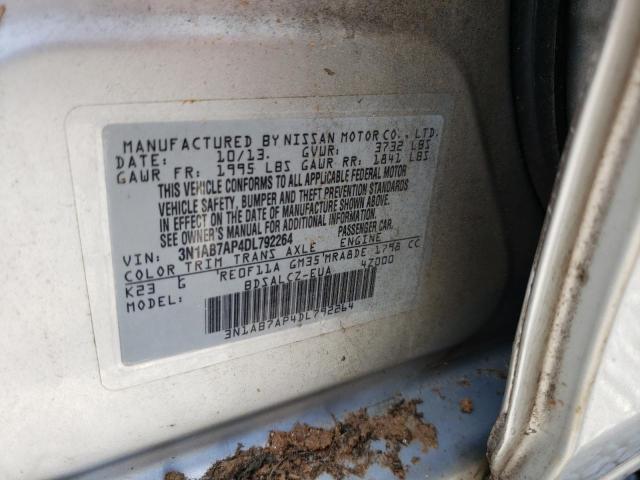 MANUFACTURED BY NISSAN MOTOR CO., LTD.
DATE: 10/13. GVWR: 3732 LBS
GAWR FR: 1995 LBS GAWR RR: 1841 LBS
THIS VEHICLE CONFORMS TO ALL APPLICABLE FEDERAL MOTOR
VEHICLE SAFETY, BUMPER AND THEFT PREVENTION STANDARDS
IN EFFECT ON THE DATE OF MANUFACTURE SHOWN ABOVE.
SEE OWNER'S MANUAL FOR ADDITIONAL INFORMATION.
VIN: 3N1AB7AP4DL792264 PASSENGER CAR.
COLOR TRIM TRANS AXLE ENGINE
K23 G RE0F11A GM35 MRA8DE 1798 CC
MODEL: BDSALCZ-EUA 47000
3N1AB7AP4DL792264